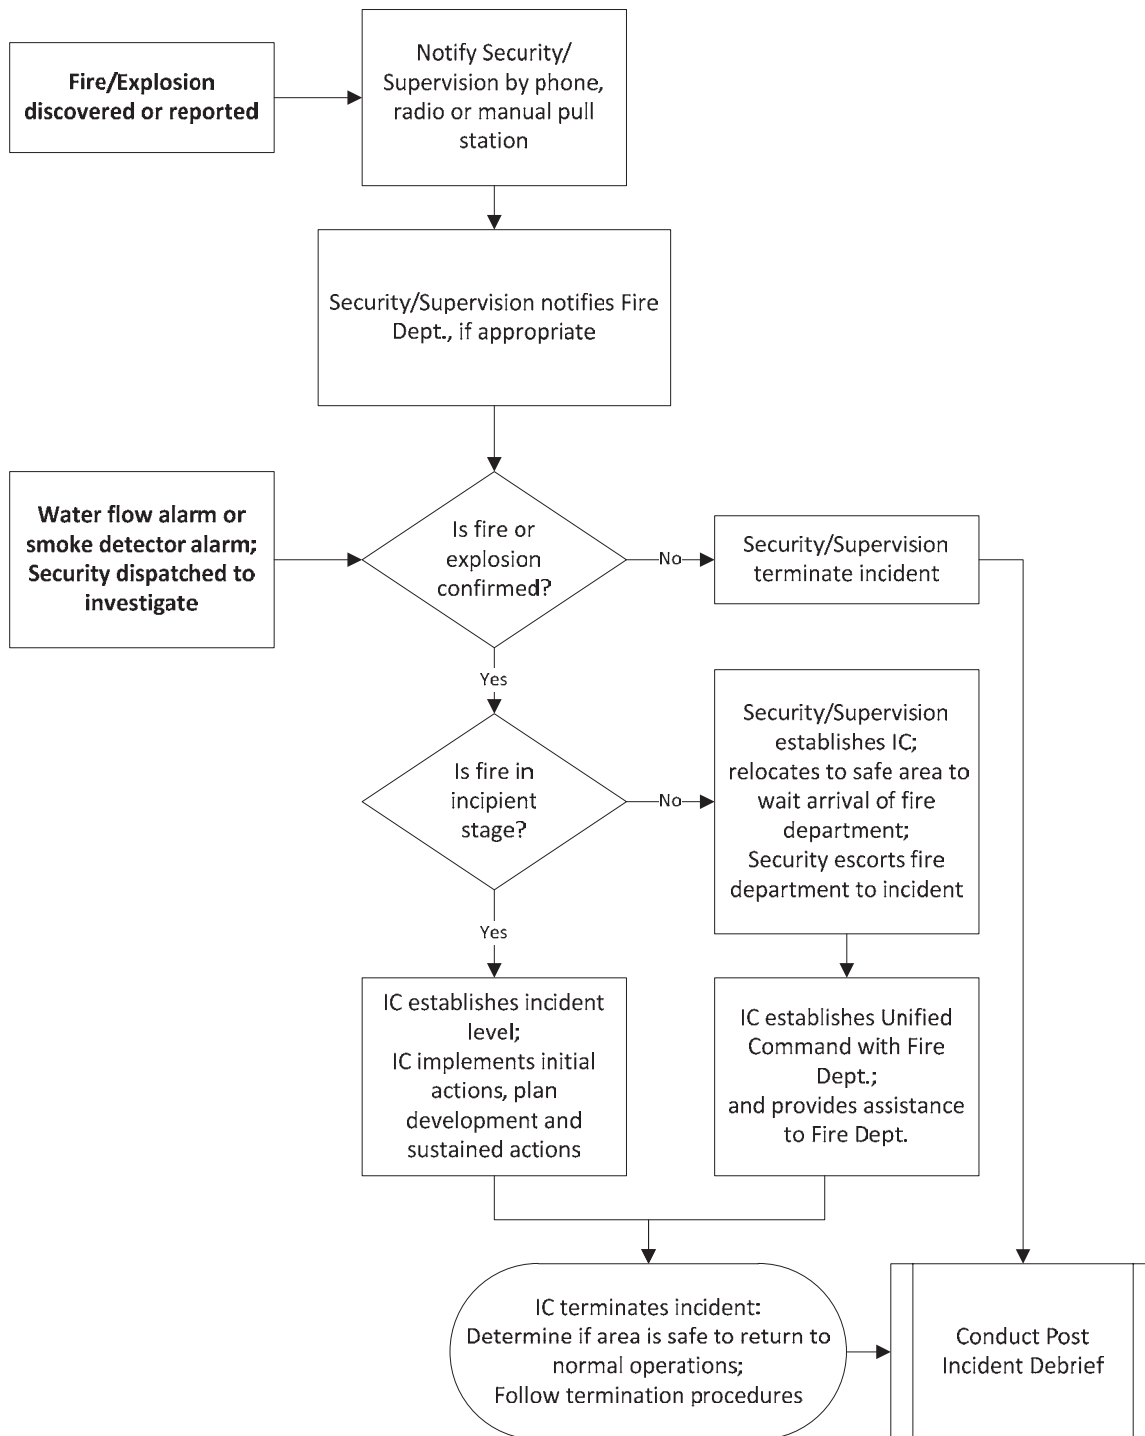 Fire/Explosion
discovered or reported
Notify Security/
Supervision by phone,
radio or manual pull
station
Security/Supervision notifies Fire
Dept., if appropriate
Water flow alarm or
smoke detector alarm;
Security dispatched to
investigate
Is fire or
explosion
confirmed?
No
Security/Supervision
terminate incident
Yes
Is fire in
incipient
stage?
No
Security/Supervision
establishes IC;
relocates to safe area to
wait arrival of fire
department;
Security escorts fire
department to incident
Yes
IC establishes incident
level;
IC implements initial
actions, plan
development and
sustained actions
IC establishes Unified
Command with Fire
Dept.;
and provides assistance
to Fire Dept.
IC terminates incident:
Determine if area is safe to return to
normal operations;
Follow termination procedures
Conduct Post
Incident Debrief